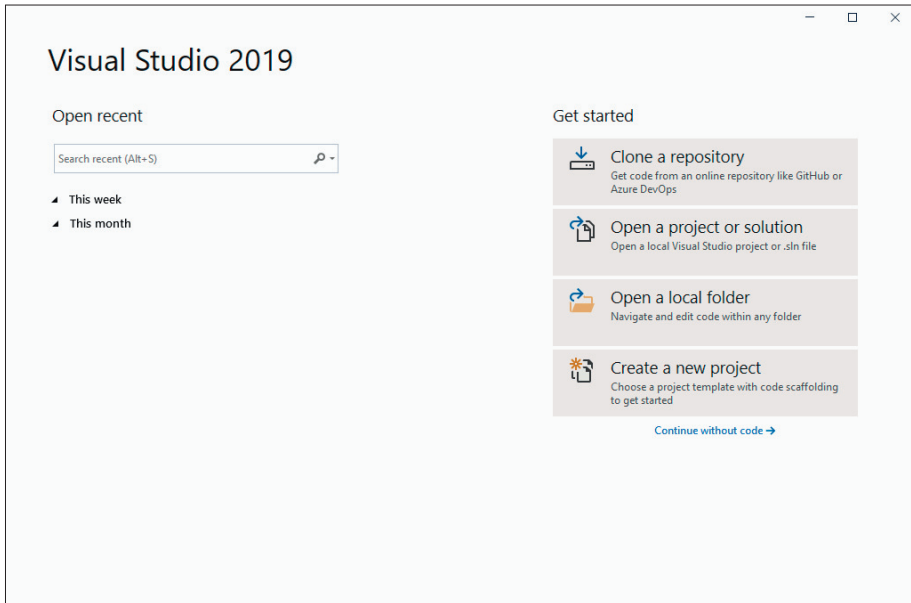 Visual Studio 2019
Open recent
Search recent (Alt+S)
This week
This month
Get started
Clone a repository
Get code from an online repository like GitHub or
Azure DevOps
Open a project or solution
Open a local Visual Studio project or .sln file
Open a local folder
Navigate and edit code within any folder
Create a new project
Choose a project template with code scaffolding
to get started
Continue without code →